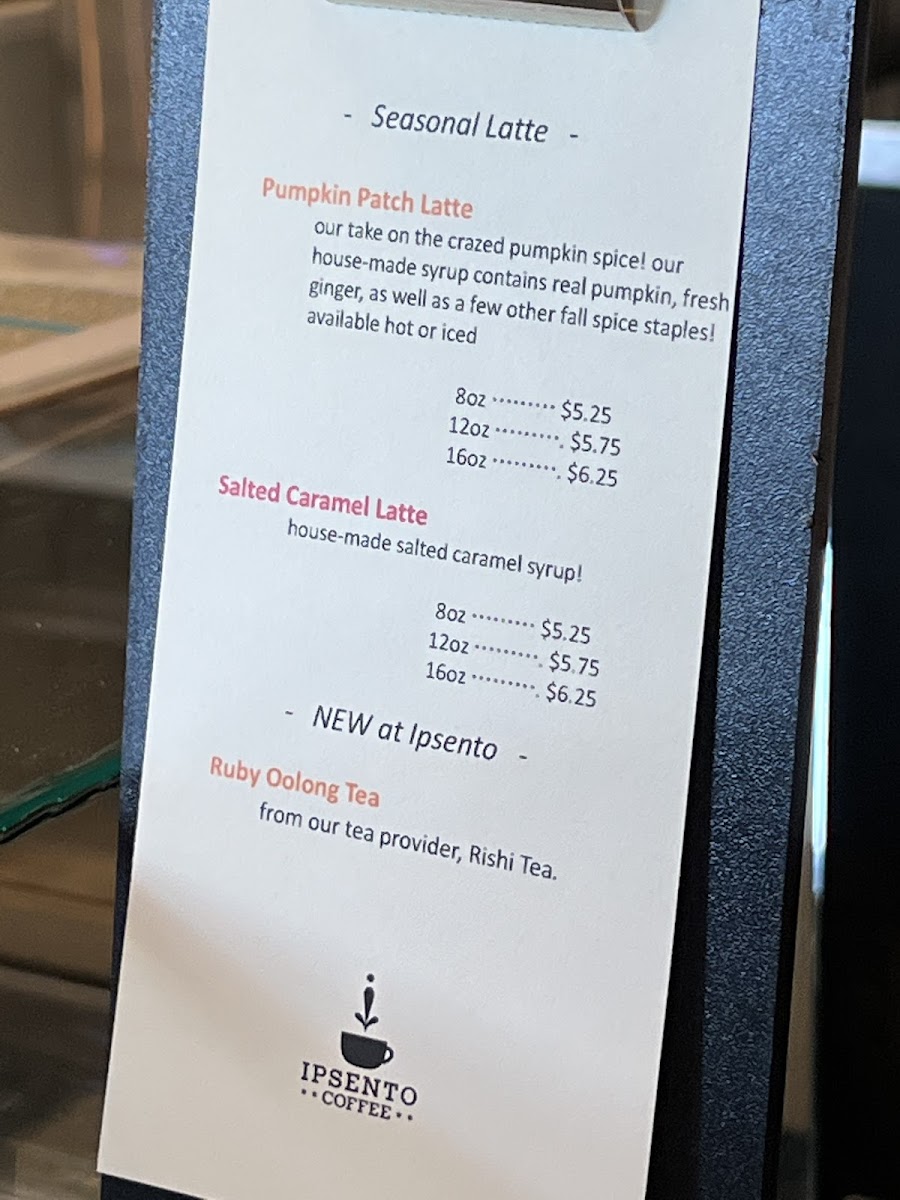 - Seasonal Latte -
Pumpkin Patch Latte
our take on the crazed pumpkin spice! our
house-made syrup contains real pumpkin, fresh
ginger, as well as a few other fall spice staples!
available hot or iced
8oz ········· $5.25
12oz ·········. $5.75
16oz ·········. $6.25
Salted Caramel Latte
house-made salted caramel syrup!
8oz ········· $5.25
12oz ·········. $5.75
16oz ·········. $6.25
- NEW at Ipsento -
Ruby Oolong Tea
from our tea provider, Rishi Tea.
IPSENTO
··COFFEE··